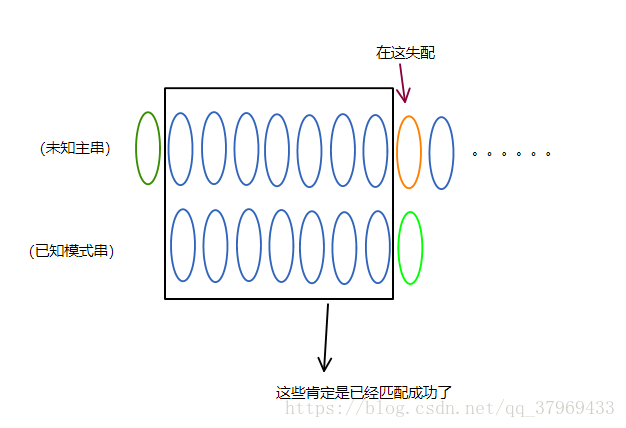 在这失配
(未知主串)
。。。。。。
(已知模式串)
这些肯定是已经匹配成功了
https://blog.csdn.net/qq_37969433